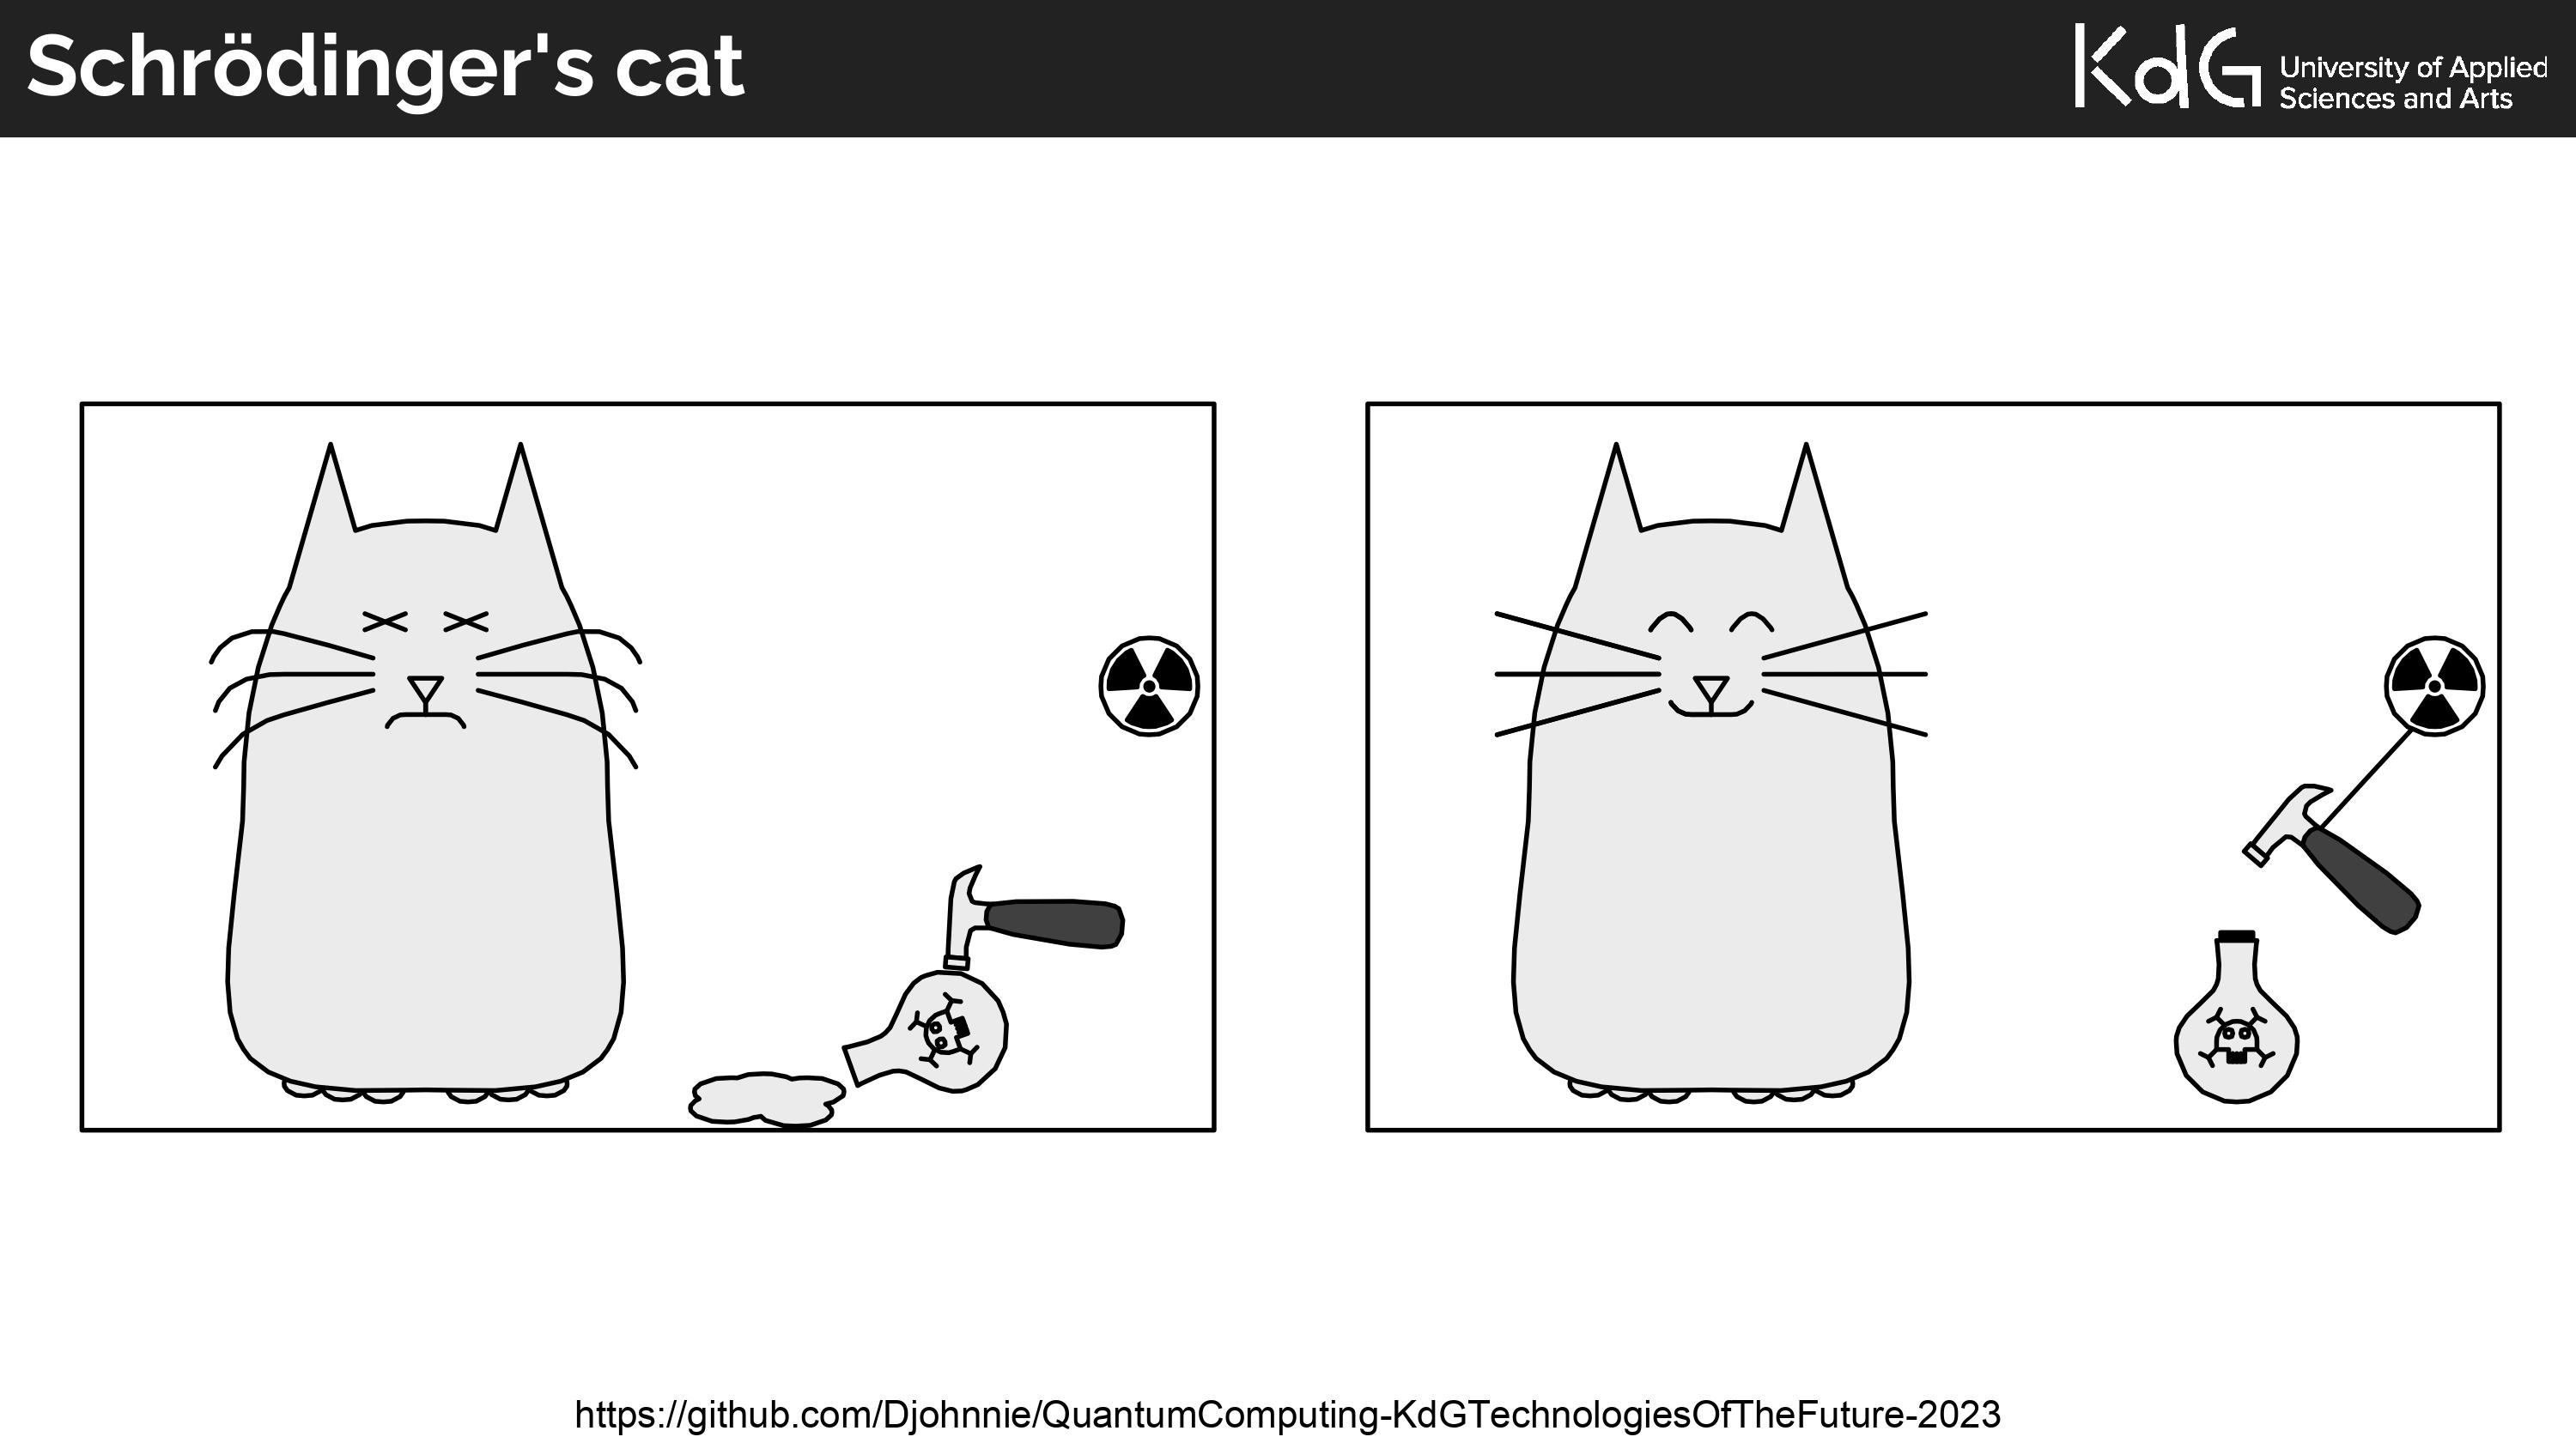 Schrödinger's cat
KdG University of Applied
Sciences and Arts
https://github.com/Djohnnie/QuantumComputing-KdGTechnologiesOfTheFuture-2023